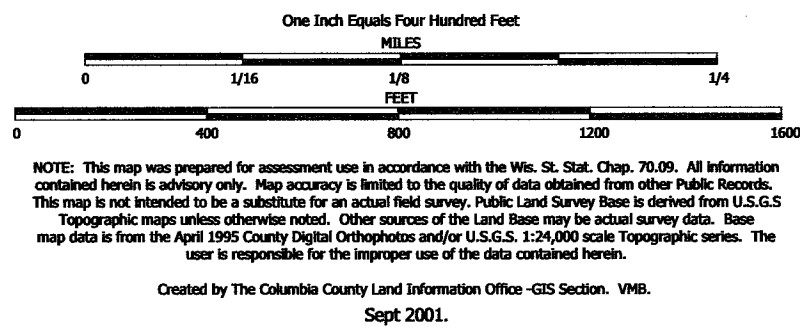 One Inch Equals Four Hundred Feet
MILES
0 1/16 1/8 1/4
FEET
0 400 800 1200 1600
NOTE: This map was prepared for assessment use in accordance with the Wis. St. Stat. Chap. 70.09. All information
contained herein is advisory only. Map accuracy is limited to the quality of data obtained from other Public Records.
This map is not intended to be a substitute for an actual field survey. Public Land Survey Base is derived from U.S.G.S
Topographic maps unless otherwise noted. Other sources of the Land Base may be actual survey data. Base
map data is from the April 1995 County Digital Orthophotos and/or U.S.G.S. 1:24,000 scale Topographic series. The
user is responsible for the improper use of the data contained herein.
Created by The Columbia County Land Information Office -GIS Section. VMB.
Sept 2001.